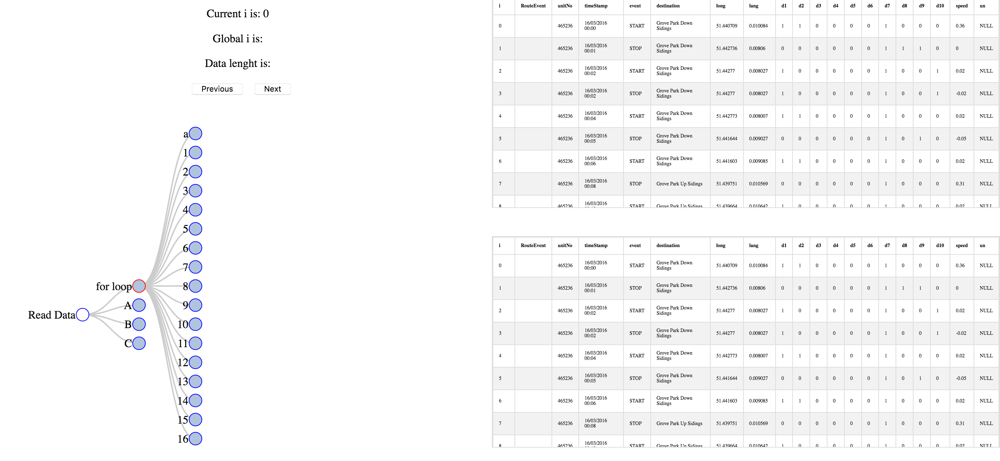 Current i is: 0
Global i is:
Data lenght is:
Previous Next
a
1
2
3
4
5
6
7
for loop 8
A 9
Read Data
B 10
C 11
12
13
14
15
16
i RouteEvent unitNo timeStamp event destination long lang d1 d2 d3 d4 d5 d6 d7 d8 d9 d10 speed un
0 465236 16/03/2016 00:00 START Grove Park Down Sidings 51.440709 0.010084 1 1 0 0 0 0 1 0 0 0 0.36 NULL
1 465236 16/03/2016 00:01 STOP Grove Park Down Sidings 51.442736 0.00806 0 0 0 0 0 0 1 1 1 0 0 NULL
2 465236 16/03/2016 00:02 START Grove Park Down Sidings 51.44277 0.008027 1 0 0 0 0 0 1 0 0 1 0.02 NULL
3 465236 16/03/2016 00:02 STOP Grove Park Down Sidings 51.44277 0.008027 1 0 0 0 0 0 1 0 0 1 -0.02 NULL
4 465236 16/03/2016 00:04 START Grove Park Down Sidings 51.442773 0.008007 1 1 0 0 0 0 1 0 0 0 0.02 NULL
5 465236 16/03/2016 00:05 STOP Grove Park Down Sidings 51.441644 0.009027 0 0 0 0 0 0 1 0 1 0 -0.05 NULL
6 465236 16/03/2016 00:06 START Grove Park Down Sidings 51.441603 0.009085 1 1 0 0 0 0 1 0 0 0 0.02 NULL
7 465236 16/03/2016 00:08 STOP Grove Park Up Sidings 51.439751 0.010569 0 0 0 0 0 0 1 0 0 0 0.31 NULL
8 465236 16/03/2016 START Grove Park Up Sidings 51.439664 0.010642 1 0 0 0 0 0 1 0 0 0 0.02 NULL
i RouteEvent unitNo timeStamp event destination long lang d1 d2 d3 d4 d5 d6 d7 d8 d9 d10 speed un
0 465236 16/03/2016 00:00 START Grove Park Down Sidings 51.440709 0.010084 1 1 0 0 0 0 1 0 0 0 0.36 NULL
1 465236 16/03/2016 00:01 STOP Grove Park Down Sidings 51.442736 0.00806 0 0 0 0 0 0 1 1 1 0 0 NULL
2 465236 16/03/2016 00:02 START Grove Park Down Sidings 51.44277 0.008027 1 0 0 0 0 0 1 0 0 1 0.02 NULL
3 465236 16/03/2016 00:02 STOP Grove Park Down Sidings 51.44277 0.008027 1 0 0 0 0 0 1 0 0 1 -0.02 NULL
4 465236 16/03/2016 00:04 START Grove Park Down Sidings 51.442773 0.008007 1 1 0 0 0 0 1 0 0 0 0.02 NULL
5 465236 16/03/2016 00:05 STOP Grove Park Down Sidings 51.441644 0.009027 0 0 0 0 0 0 1 0 1 0 -0.05 NULL
6 465236 16/03/2016 00:06 START Grove Park Down Sidings 51.441603 0.009085 1 1 0 0 0 0 1 0 0 0 0.02 NULL
7 465236 16/03/2016 00:08 STOP Grove Park Up Sidings 51.439751 0.010569 0 0 0 0 0 0 1 0 0 0 0.31 NULL
8 465236 16/03/2016 START Grove Park Up Sidings 51.439664 0.010642 1 0 0 0 0 0 1 0 0 0 0.02 NULL